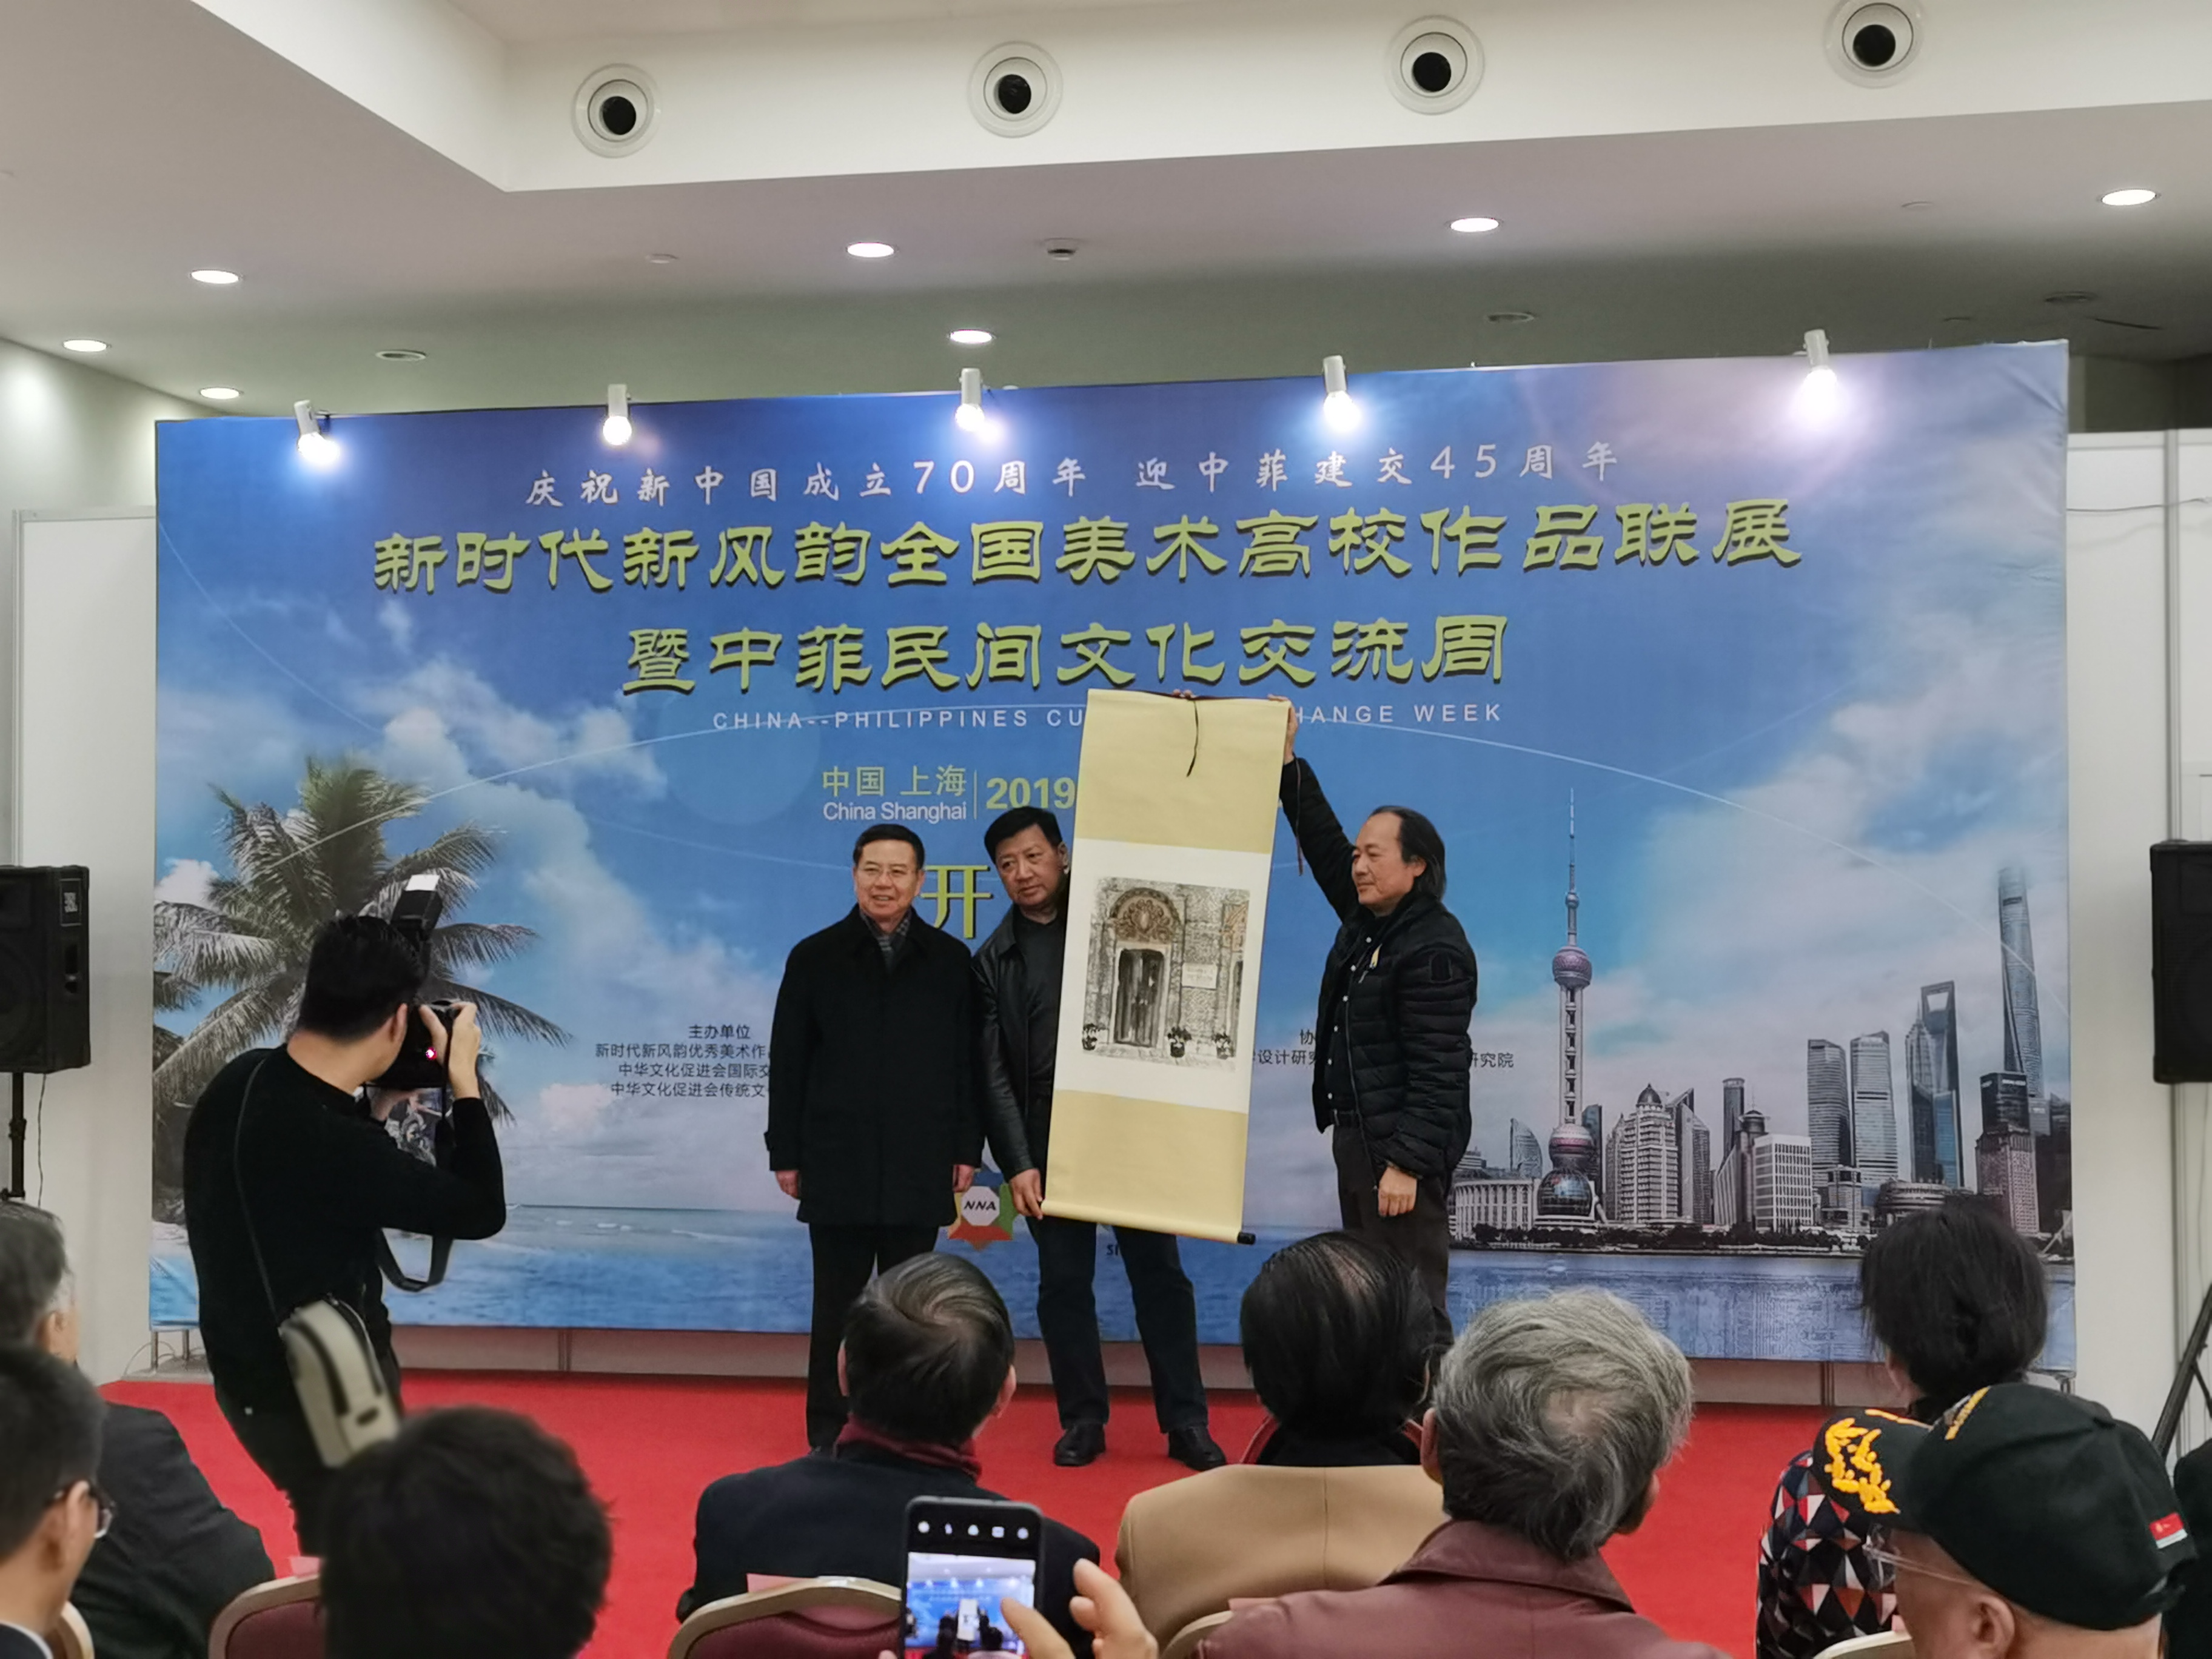 庆祝新中国成立70周年 迎中菲建交45周年
新时代新风韵全国美术高校作品联展
暨中菲民间文化交流周
CHINA--PHILIPPINES CU HANGE WEEK
中国 上海
China Shanghai
2019
开
主办单位
新时代新风韵优秀美术作
中华文化促进会国际交
中华文化促进会传统文
协
设计研
研究院
NNA